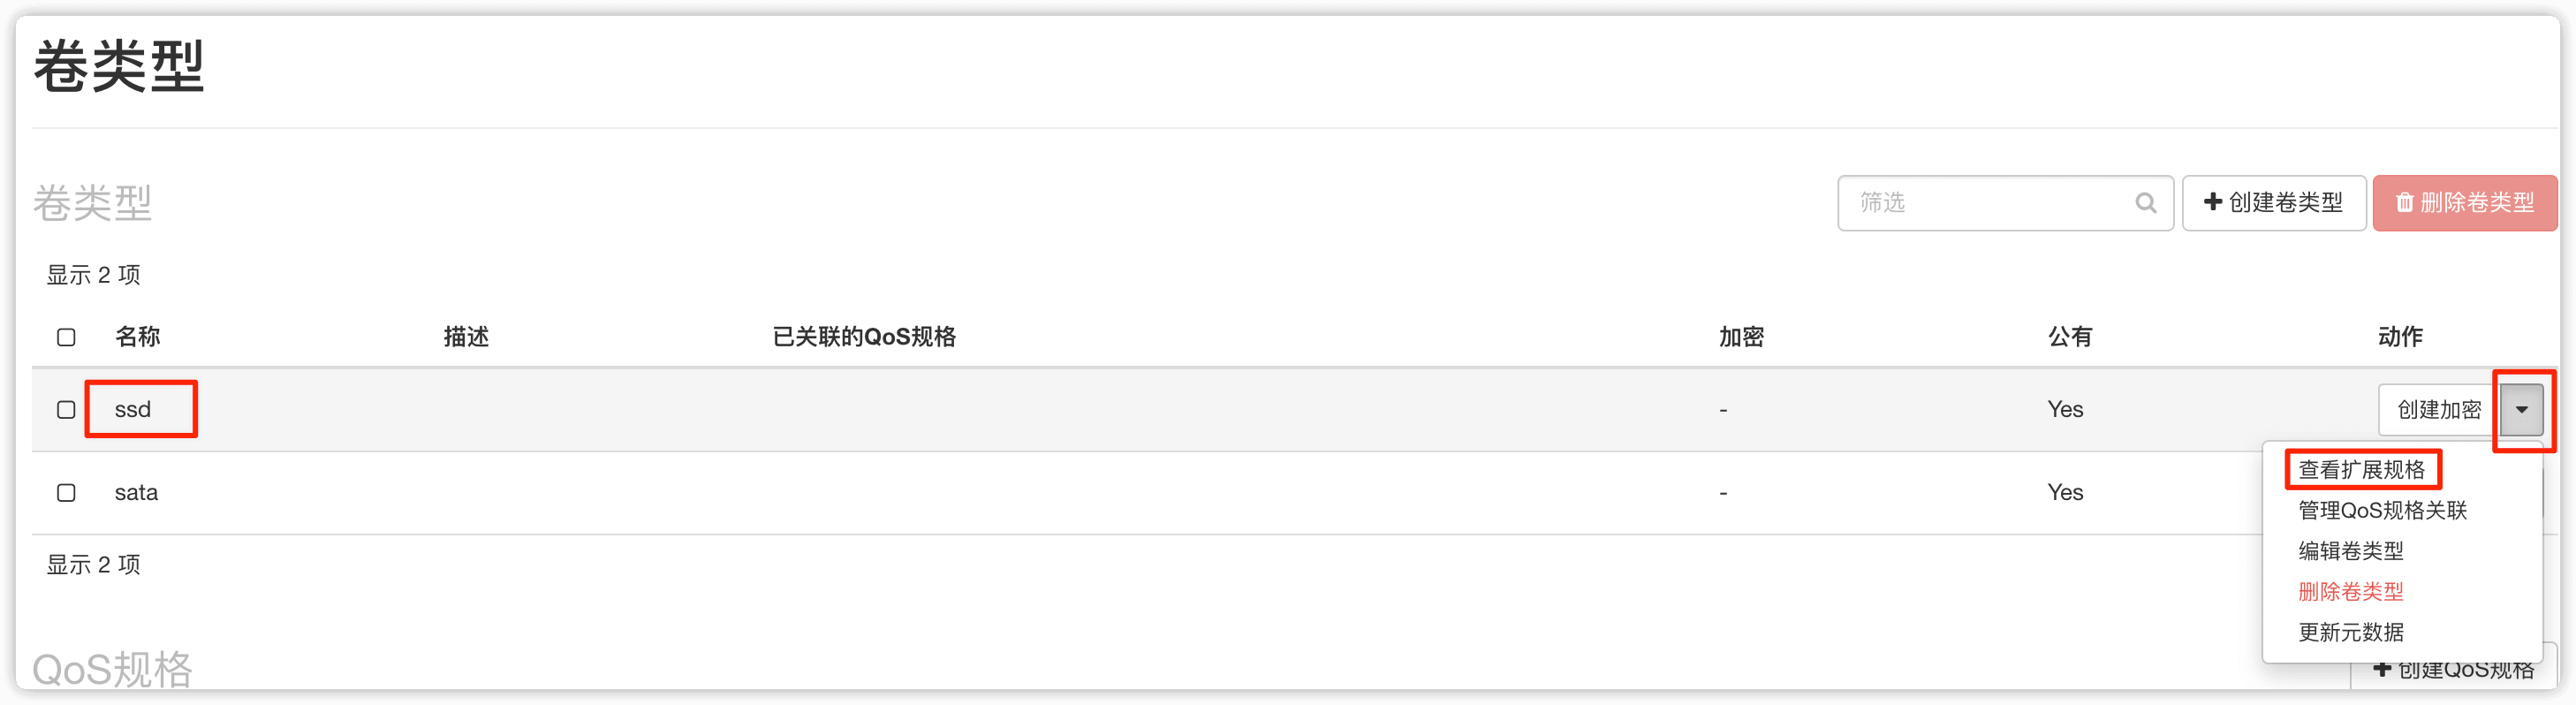 卷类型
卷类型
筛选
创建卷类型
删除卷类型
显示 2 项
名称 描述 已关联的QoS规格 加密 公有 动作
ssd - Yes 创建加密
查看扩展规格
sata - Yes
管理QoS规格关联
编辑卷类型
显示 2 项
删除卷类型
更新元数据
QoS规格
创建QoS规格